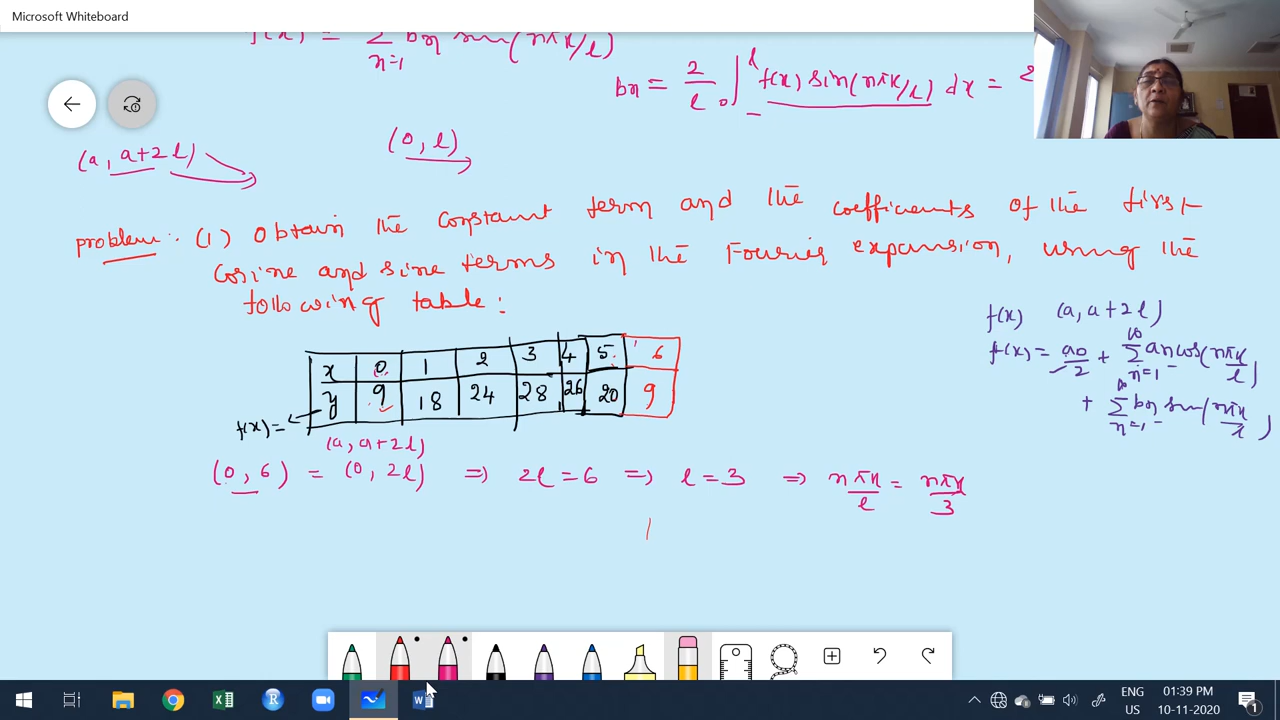 Microsoft Whiteboard
f(x) = Σ n=1 bn sin(nπx/l)
bn = 2/l ∫0^l f(x) sin(nπx/l) dx = 2
(a, a+2l)
(0, l)
problem:- (1) Obtain the constant term and the coefficients of the first
cosine and sine terms in the Fourier expansion, using the
following table:
x 0 1 2 3 4 5 6
y 9 18 24 28 26 20 9
f(x) =
(a, a+2l)
(0, 6) = (0, 2l) ⇒ 2l = 6 ⇒ l = 3 ⇒ nπx/l = nπx/3
f(x) (a, a+2l)
f(x) = a0/2 + Σ n=1 ∞ an cos(nπx/l)
+ Σ n=1 ∞ bn sin(nπx/l)
ENG
IN
01:39 PM
10-11-2020
1